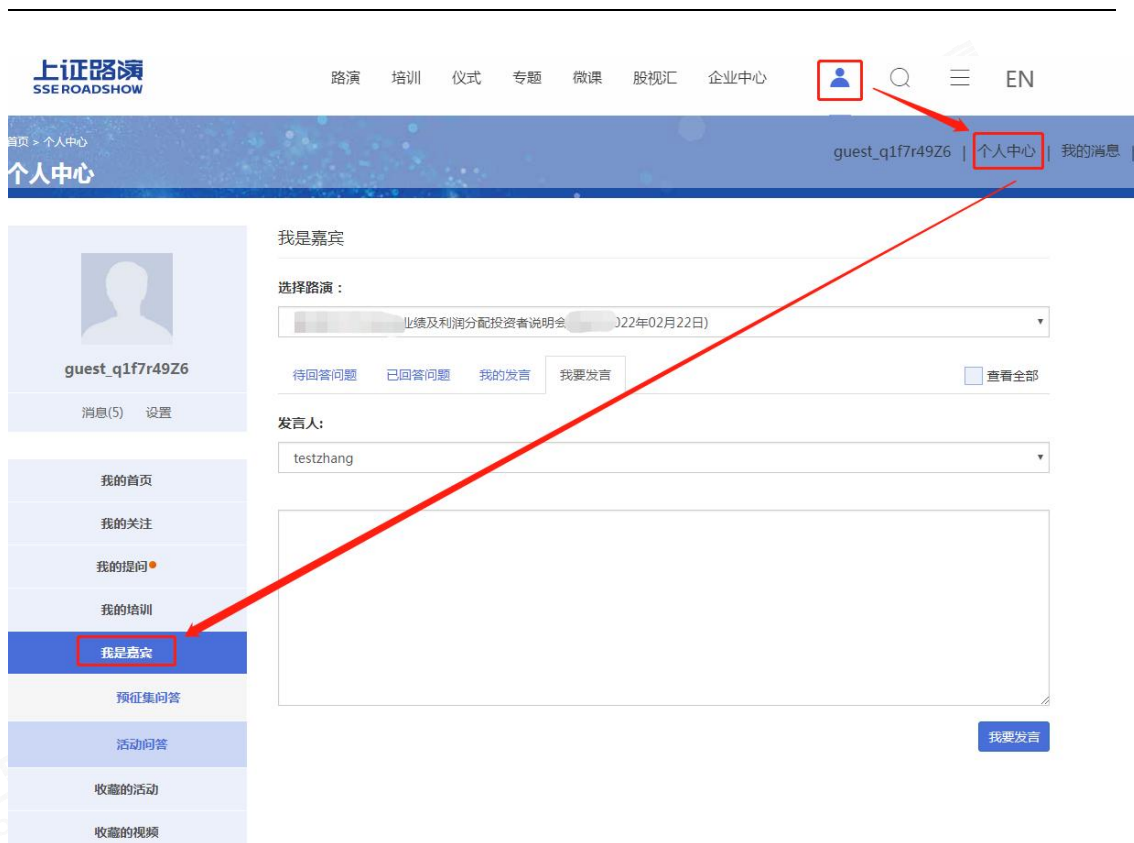 上证路演
SSE ROADSHOW
路演 培训 仪式 专题 微课 股视汇 企业中心 EN
首页 > 个人中心
个人中心
guest_q1f7r49Z6 | 个人中心 | 我的消息 |
我是嘉宾
选择路演：
业绩及利润分配投资者说明会 022年02月22日)
guest_q1f7r49Z6
消息(5) 设置
待回答问题 已回答问题 我的发言 我要发言 查看全部
发言人:
testzhang
我的首页
我的关注
我的提问
我的培训
我是嘉宾
预征集问答
活动问答
收藏的活动
收藏的视频
我要发言